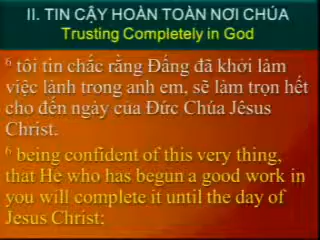 II. TIN CẬY HOÀN TOÀN NƠI CHÚA
Trusting Completely in God
6 tôi tin chắc rằng Đấng đã khởi làm
việc lành trong anh em, sẽ làm trọn hết
cho đến ngày của Đức Chúa Jêsus
Christ.
6 being confident of this very thing,
that He who has begun a good work in
you will complete it until the day of
Jesus Christ;